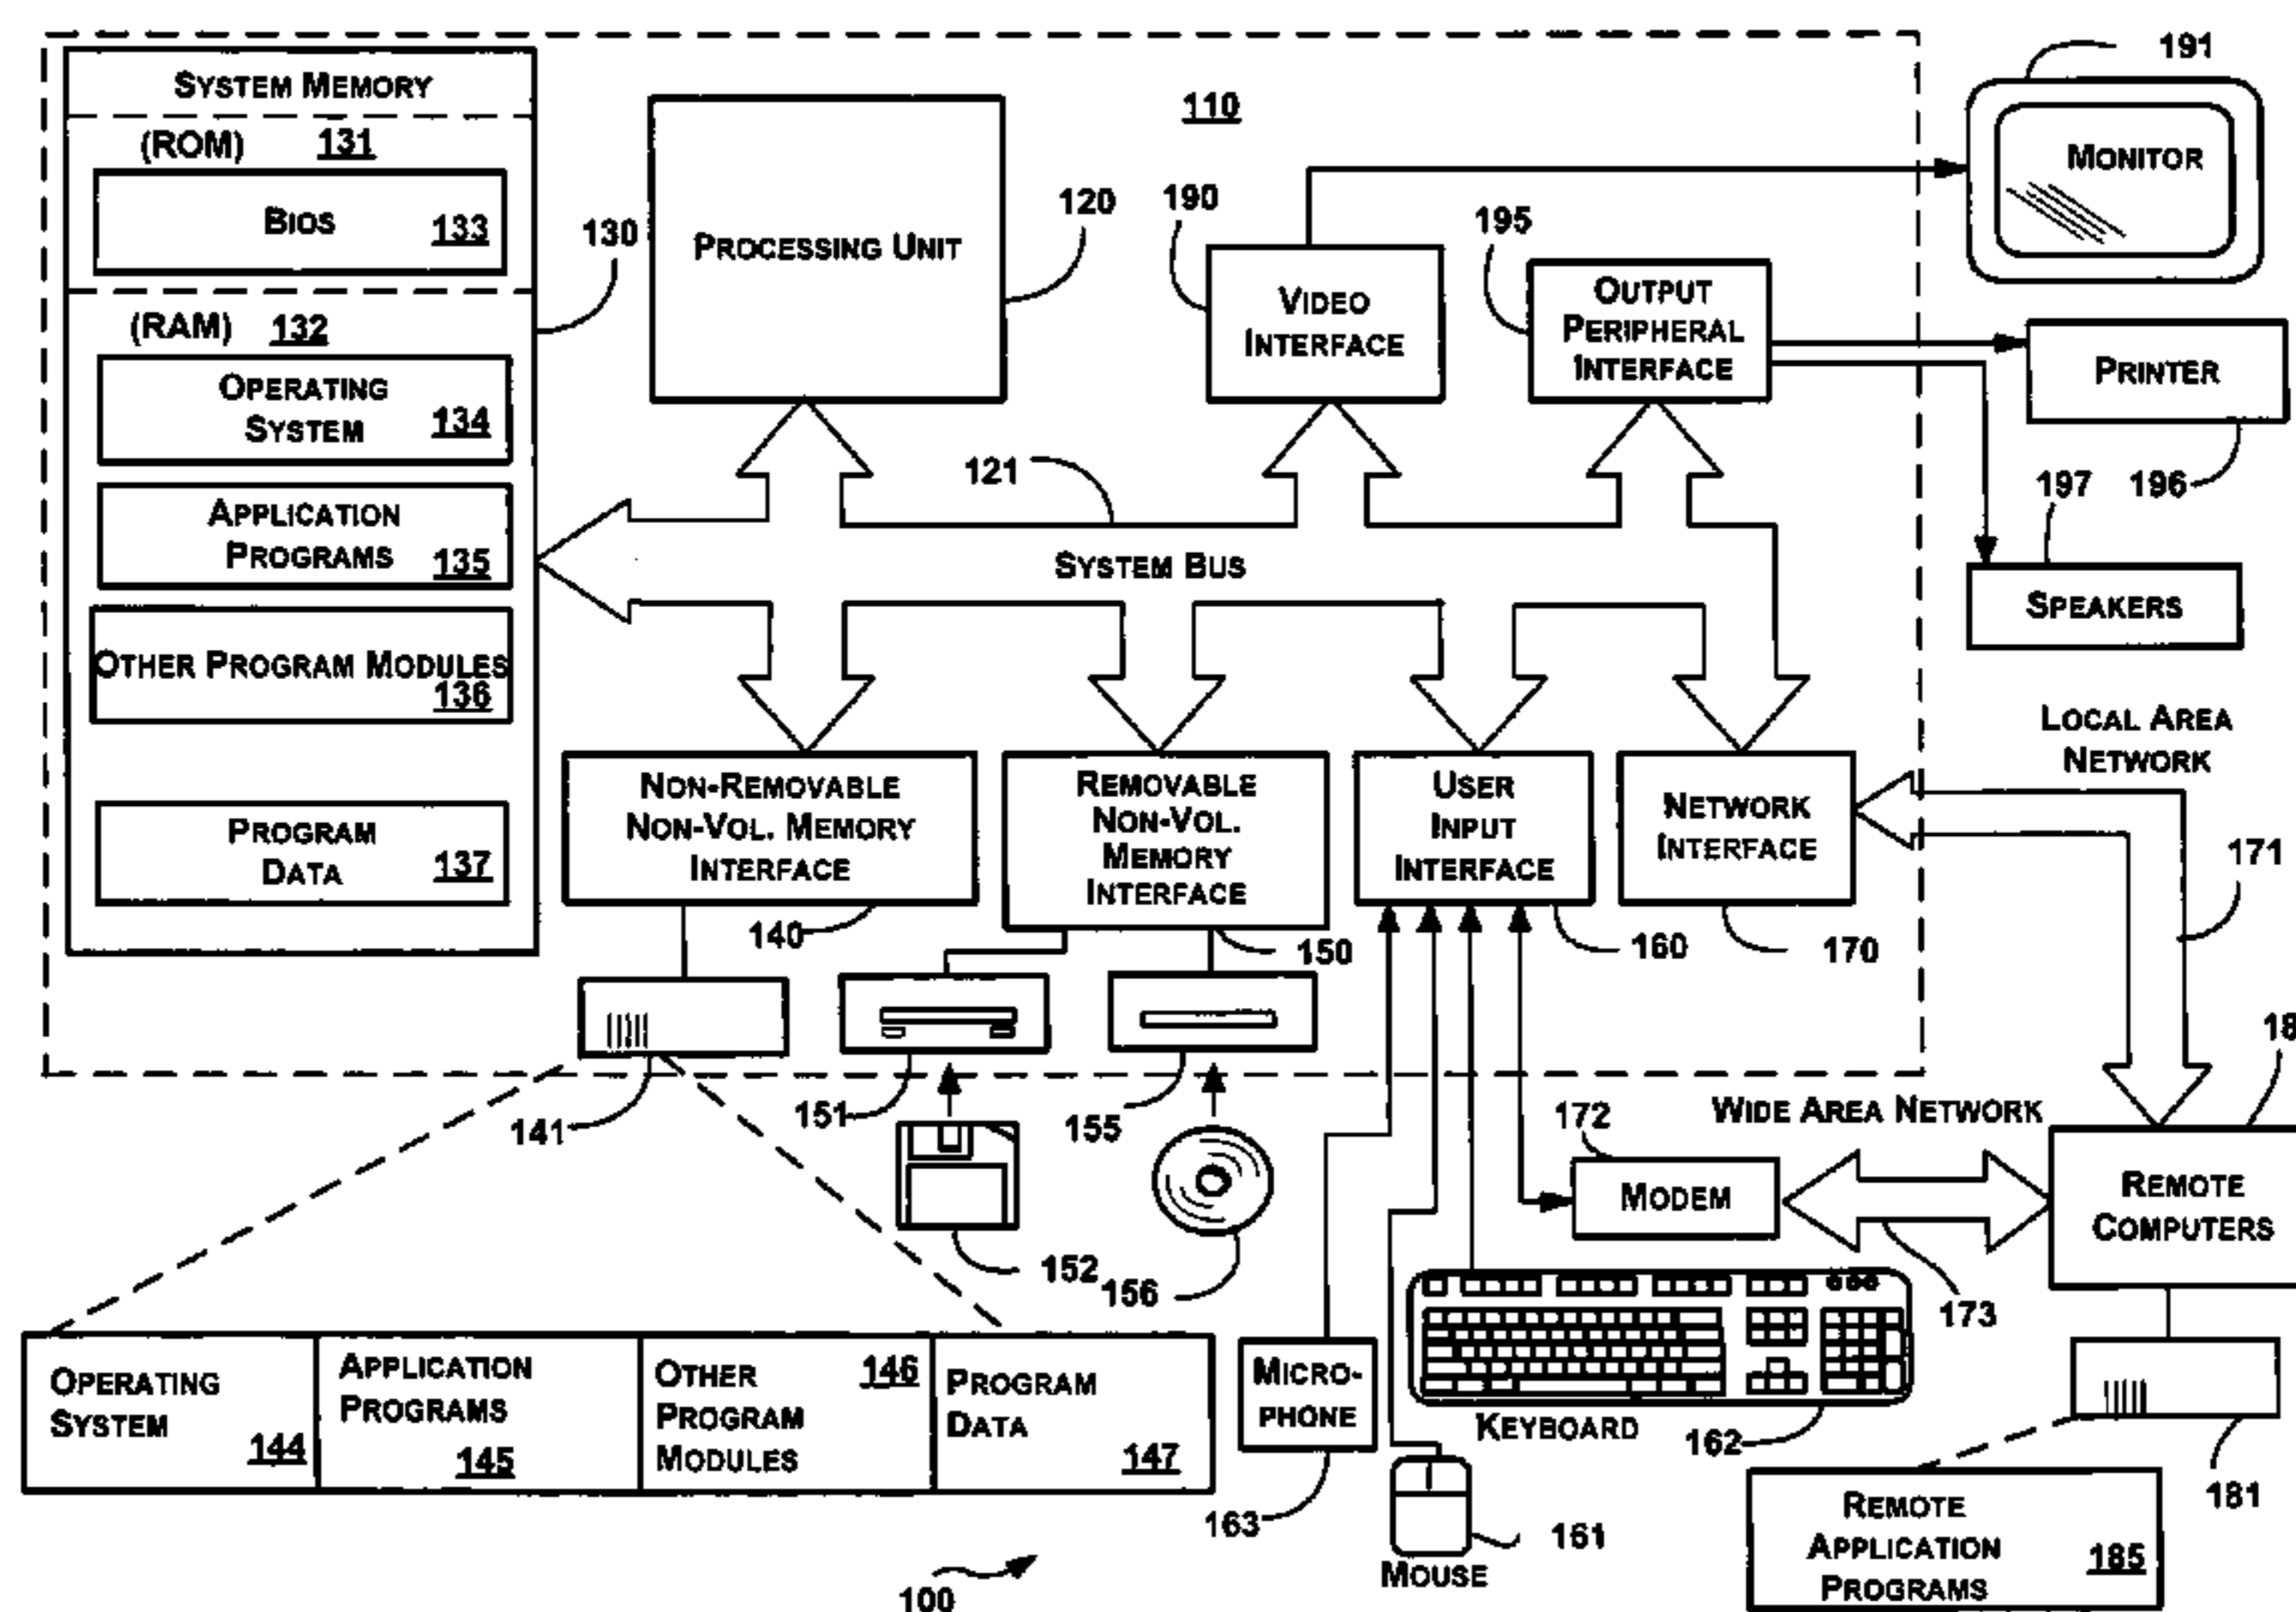 SYSTEM MEMORY
(ROM) 131
BIOS 133
(RAM) 132
OPERATING
SYSTEM 134
APPLICATION
PROGRAMS 135
OTHER PROGRAM MODULES
136
PROGRAM
DATA 137
130
PROCESSING UNIT
120
110
190
VIDEO
INTERFACE
195
OUTPUT
PERIPHERAL
INTERFACE
191
MONITOR
PRINTER
196
197
SPEAKERS
121
SYSTEM BUS
NON-REMOVABLE
NON-VOL. MEMORY
INTERFACE
140
REMOVABLE
NON-VOL.
MEMORY
INTERFACE
150
USER
INPUT
INTERFACE
160
NETWORK
INTERFACE
170
LOCAL AREA
NETWORK
171
141
151
152
155
156
172
MODEM
WIDE AREA NETWORK
173
18
REMOTE
COMPUTERS
OPERATING
SYSTEM 144
APPLICATION
PROGRAMS
145
OTHER 146
PROGRAM
MODULES
PROGRAM
DATA
147
MICRO-
PHONE
163
KEYBOARD
162
161
MOUSE
181
REMOTE
APPLICATION 185
PROGRAMS
100